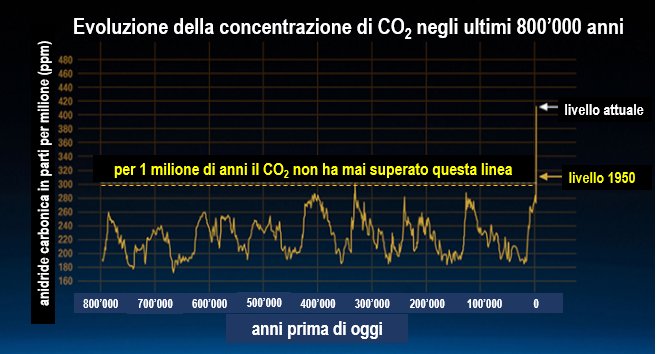 Evoluzione della concentrazione di CO₂ negli ultimi 800'000 anni
anidride carbonica in parti per milione (ppm)
480
460
440
420
400
380
360
340
320
300
280
260
240
220
200
180
160
livello attuale
per 1 milione di anni il CO₂ non ha mai superato questa linea
livello 1950
800'000 700'000 600'000 500'000 400'000 300'000 200'000 100'000 0
anni prima di oggi